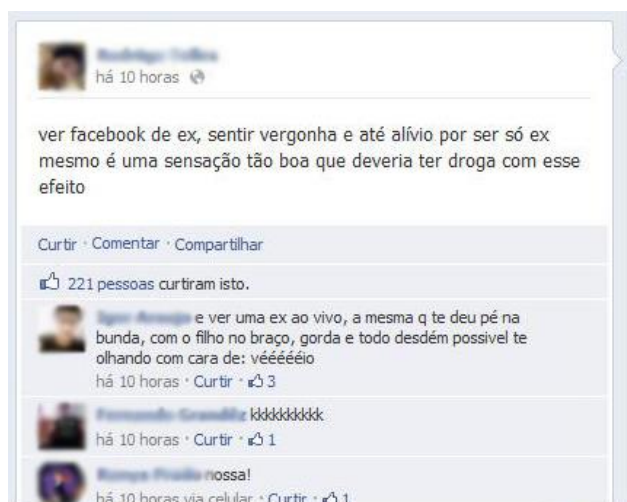 há 10 horas
ver facebook de ex, sentir vergonha e até alívio por ser só ex
mesmo é uma sensação tão boa que deveria ter droga com esse
efeito
Curtir · Comentar · Compartilhar
221 pessoas curtiram isto.
e ver uma ex ao vivo, a mesma q te deu pé na
bunda, com o filho no braço, gorda e todo desdém possivel te
olhando com cara de: véééééio
há 10 horas · Curtir · 3
kkkkkkkkkk
há 10 horas · Curtir · 1
nossa!
há 10 horas via celular · Curtir · 1